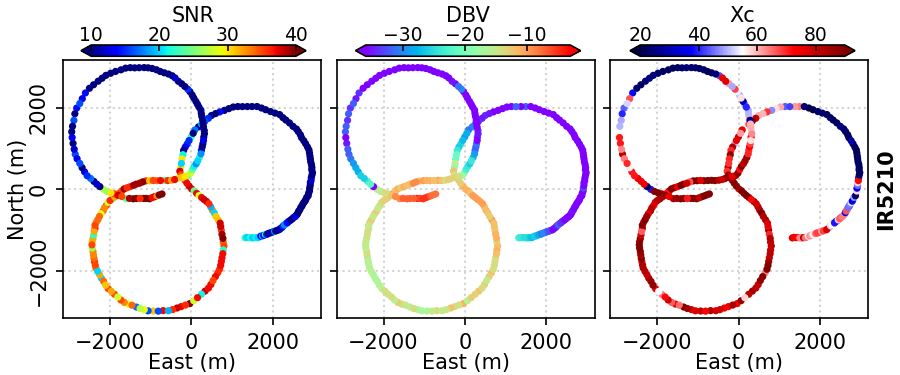 SNR DBV Xc
10 20 30 40 −30 −20 −10 20 40 60 80
2000
0
−2000
North (m)
IR5210
−2000 0 2000 −2000 0 2000 −2000 0 2000
East (m) East (m) East (m)